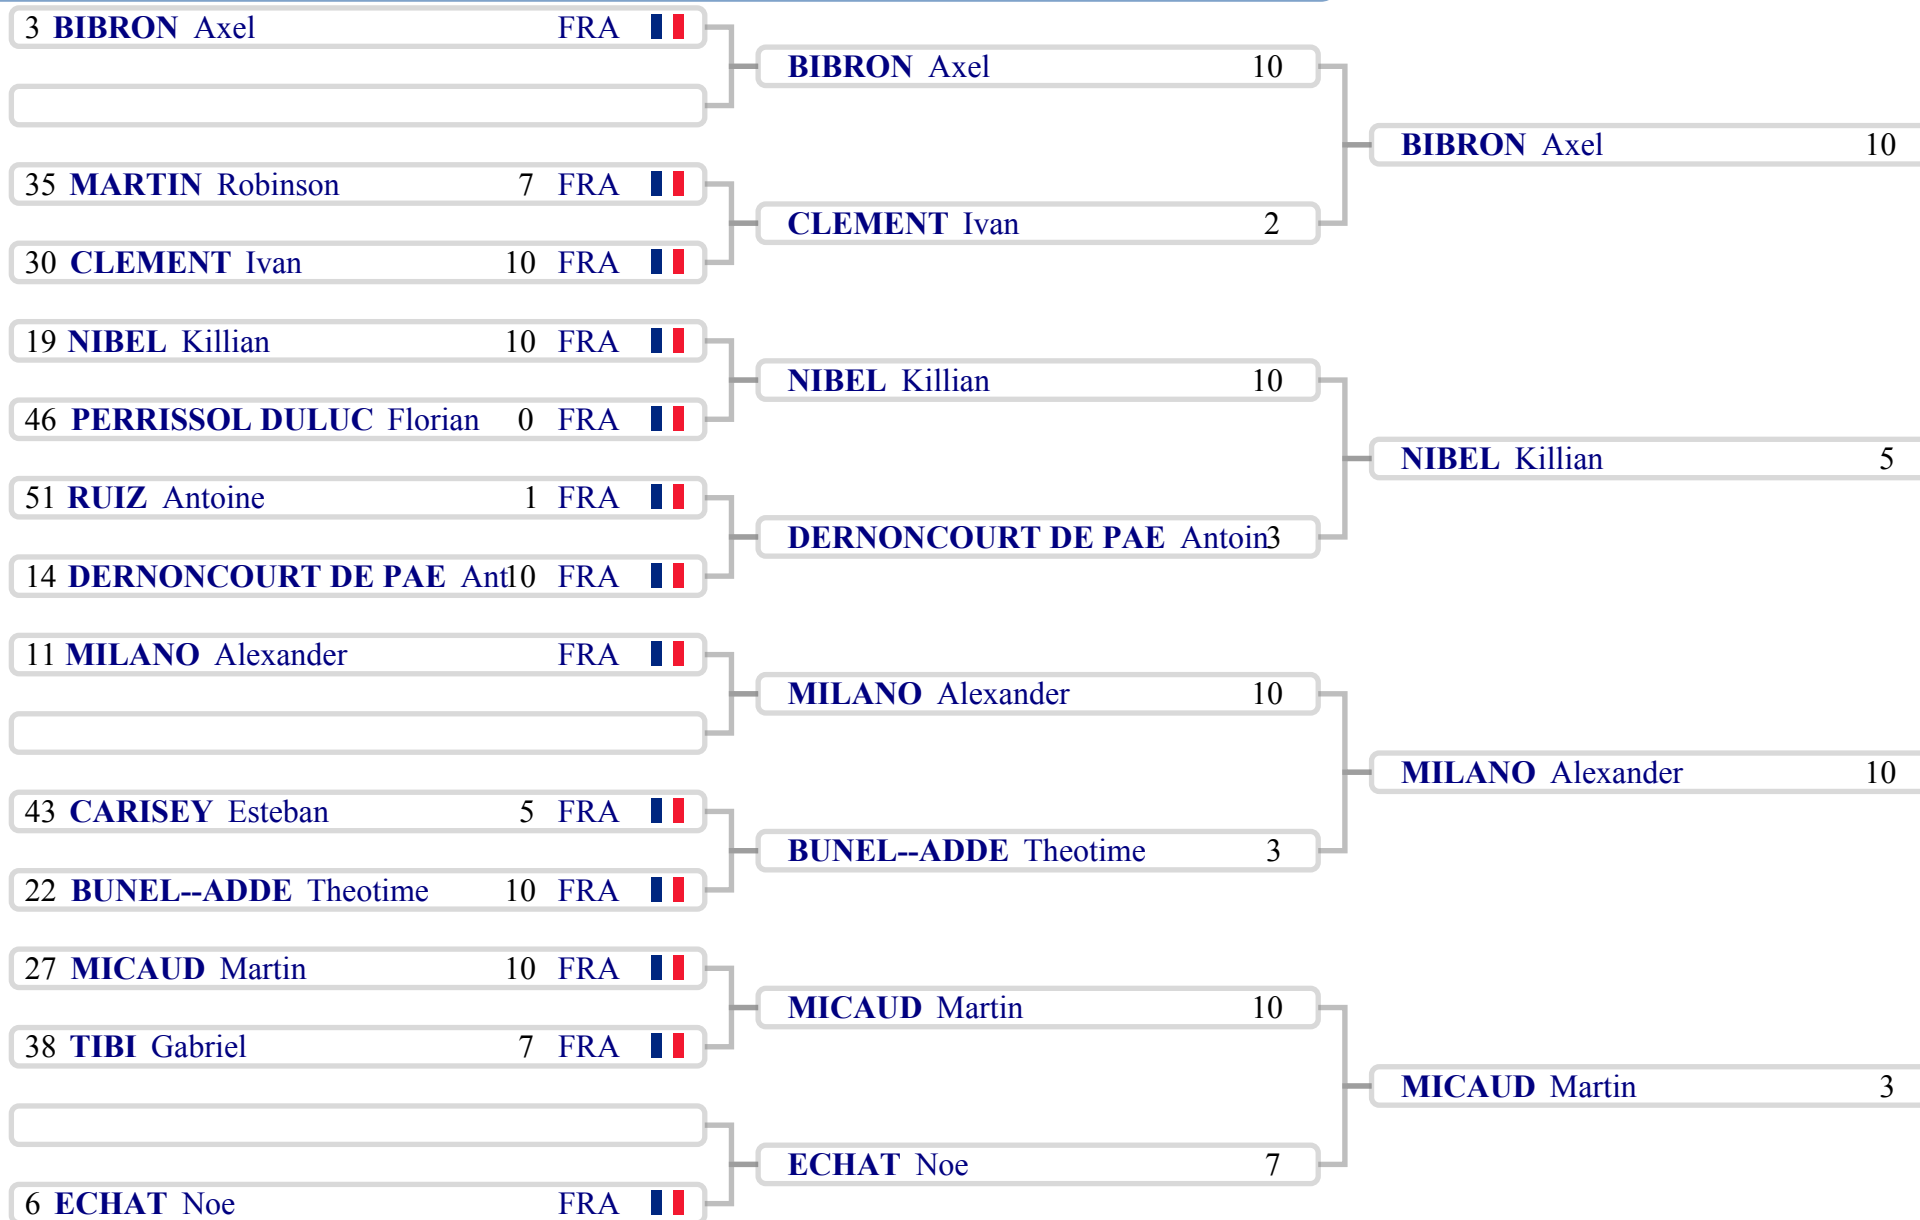 3 BIBRON Axel FRA
BIBRON Axel 10
BIBRON Axel 10
35 MARTIN Robinson 7 FRA
CLEMENT Ivan 2
30 CLEMENT Ivan 10 FRA
19 NIBEL Killian 10 FRA
NIBEL Killian 10
46 PERRISSOL DULUC Florian 0 FRA
NIBEL Killian 5
51 RUIZ Antoine 1 FRA
DERNONCOURT DE PAE Antoin 3
14 DERNONCOURT DE PAE Ant 10 FRA
11 MILANO Alexander FRA
MILANO Alexander 10
MILANO Alexander 10
43 CARISEY Esteban 5 FRA
BUNEL--ADDE Theotime 3
22 BUNEL--ADDE Theotime 10 FRA
27 MICAUD Martin 10 FRA
MICAUD Martin 10
38 TIBI Gabriel 7 FRA
MICAUD Martin 3
ECHAT Noe 7
6 ECHAT Noe FRA